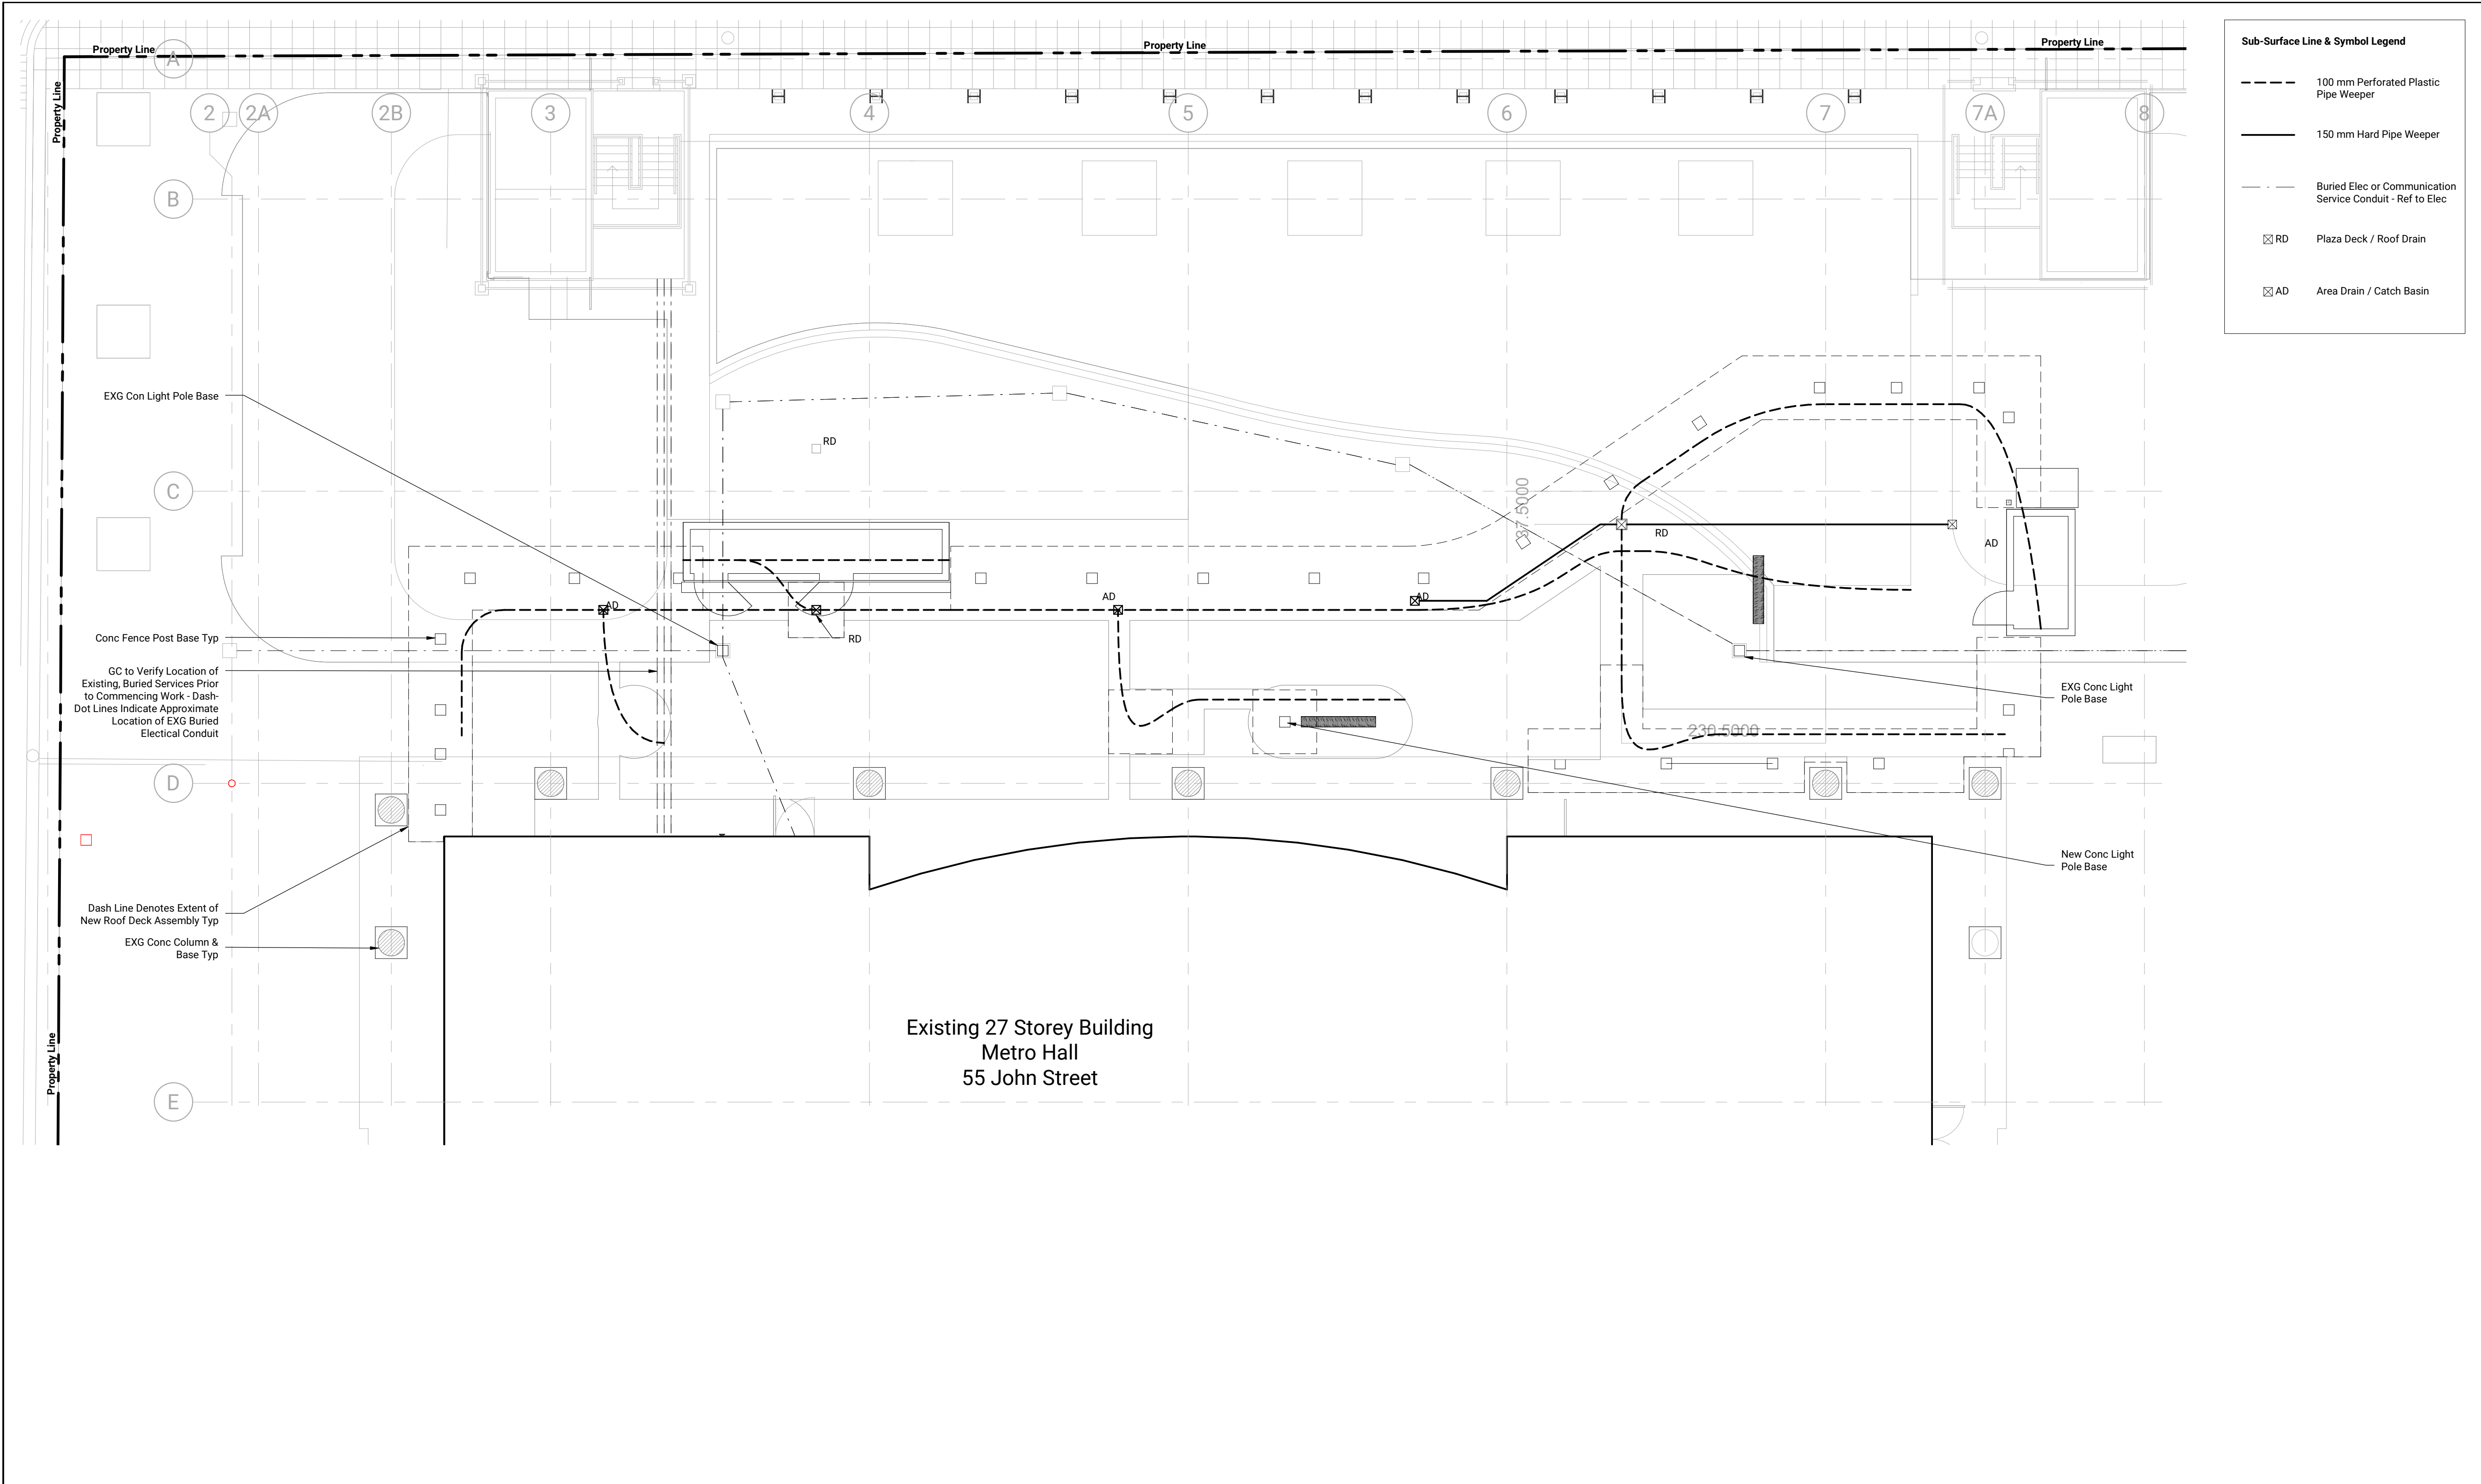 Property Line
Property Line
Property Line
Property Line
A
2
2A
2B
3
4
5
6
7
7A
8
B
C
D
E
Sub-Surface Line & Symbol Legend
100 mm Perforated Plastic
Pipe Weeper
150 mm Hard Pipe Weeper
Buried Elec or Communication
Service Conduit - Ref to Elec
RD
Plaza Deck / Roof Drain
AD
Area Drain / Catch Basin
EXG Con Light Pole Base
RD
37.5000
RD
AD
AD
AD
AD
RD
Conc Fence Post Base Typ
GC to Verify Location of
Existing, Buried Services Prior
to Commencing Work - Dash-
Dot Lines Indicate Approximate
Location of EXG Buried
Electical Conduit
EXG Conc Light
Pole Base
230.5000
New Conc Light
Pole Base
Dash Line Denotes Extent of
New Roof Deck Assembly Typ
EXG Conc Column &
Base Typ
Existing 27 Storey Building
Metro Hall
55 John Street
Property Line